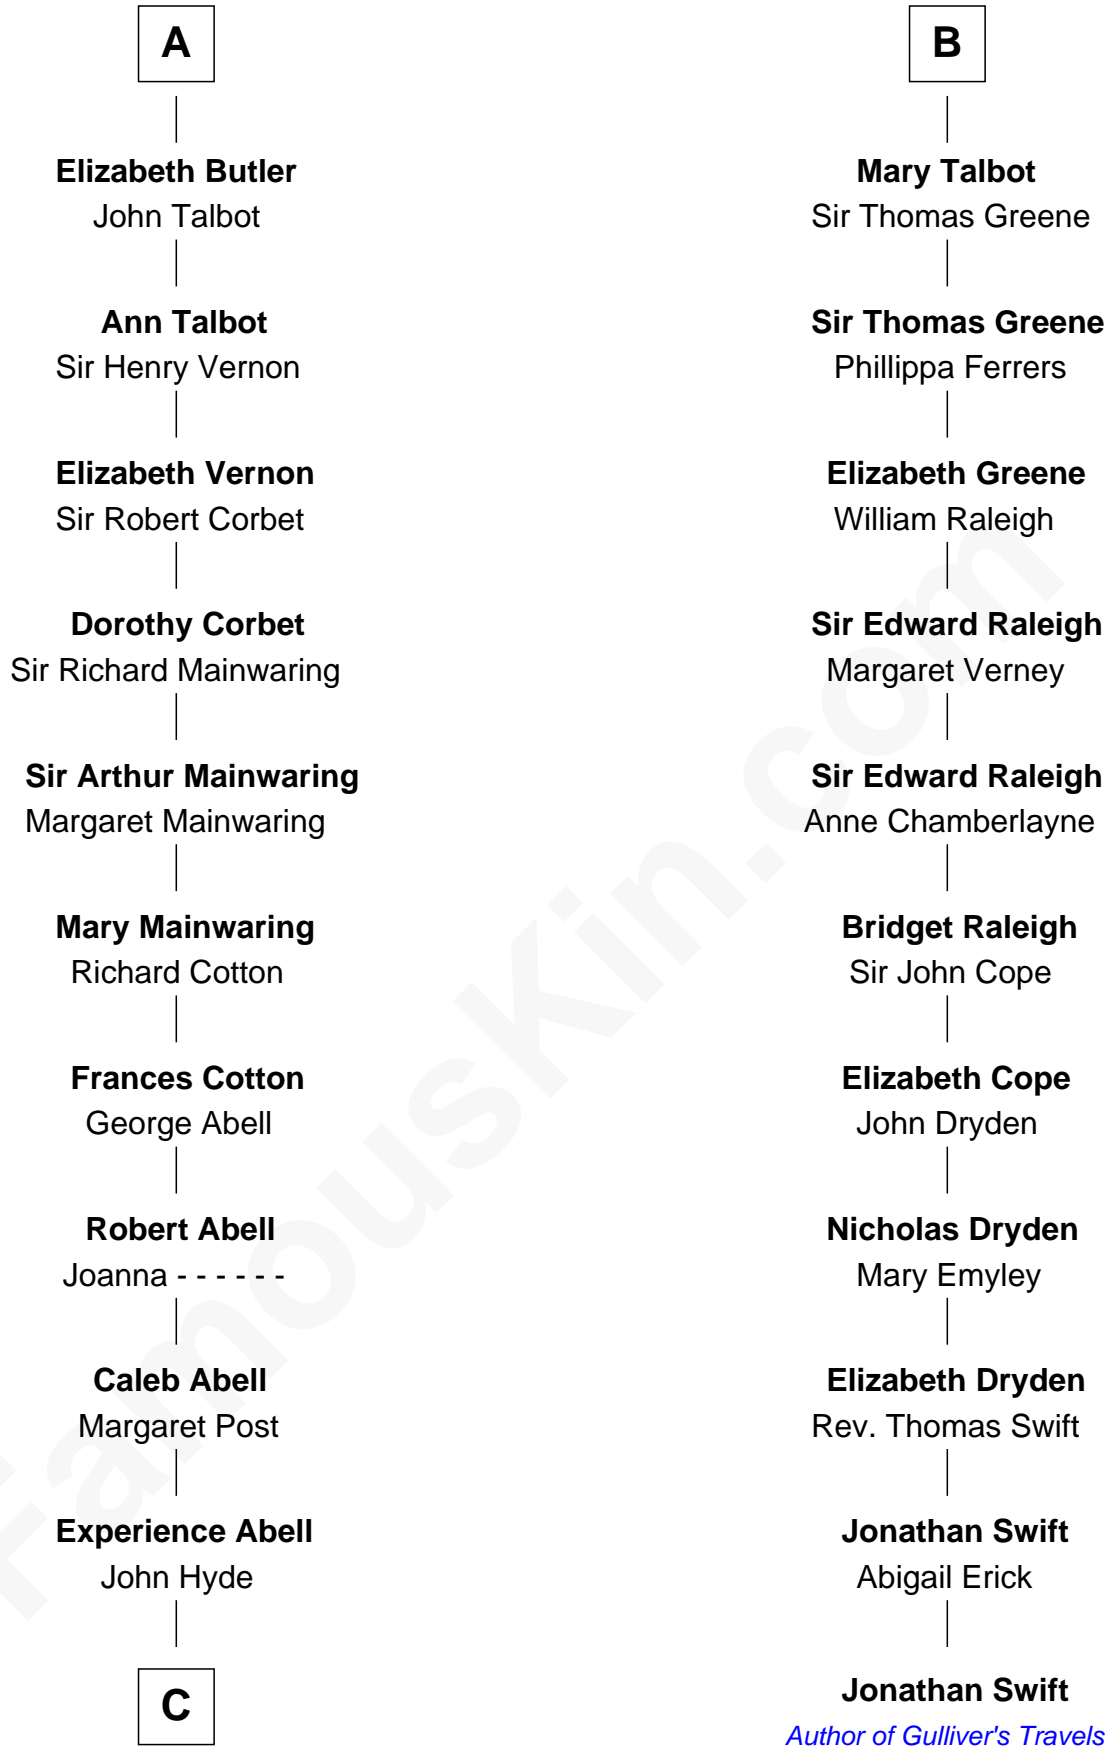 A
Elizabeth Butler
John Talbot
Ann Talbot
Sir Henry Vernon
Elizabeth Vernon
Sir Robert Corbet
Dorothy Corbet
Sir Richard Mainwaring
Sir Arthur Mainwaring
Margaret Mainwaring
Mary Mainwaring
Richard Cotton
Frances Cotton
George Abell
Robert Abell
Joanna - - - - - -
Caleb Abell
Margaret Post
Experience Abell
John Hyde
C
B
Mary Talbot
Sir Thomas Greene
Sir Thomas Greene
Phillippa Ferrers
Elizabeth Greene
William Raleigh
Sir Edward Raleigh
Margaret Verney
Sir Edward Raleigh
Anne Chamberlayne
Bridget Raleigh
Sir John Cope
Elizabeth Cope
John Dryden
Nicholas Dryden
Mary Emyley
Elizabeth Dryden
Rev. Thomas Swift
Jonathan Swift
Abigail Erick
Jonathan Swift
Author of Gulliver's Travels
FamousKin.com